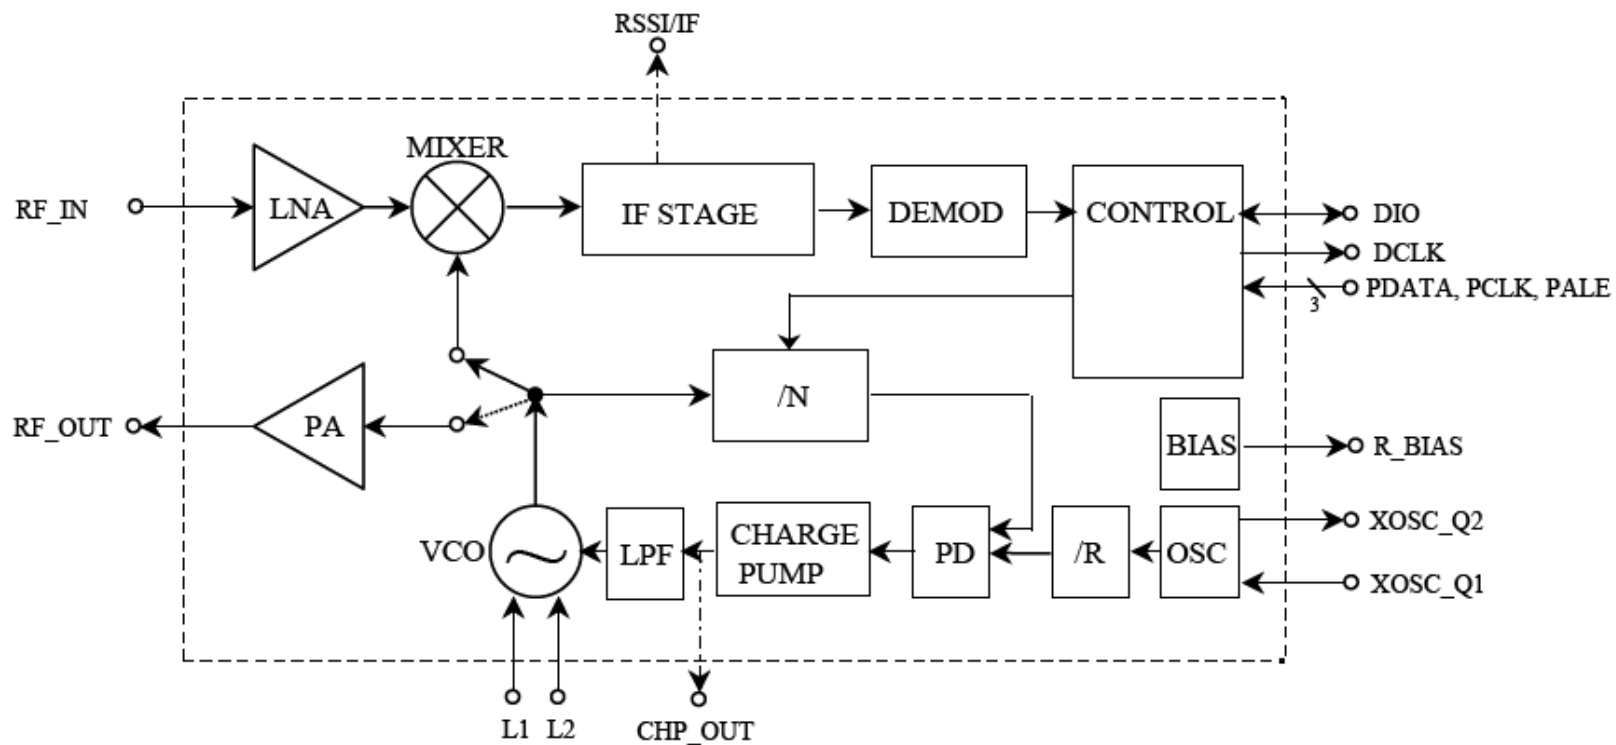 RSSI/IF
MIXER
RF_IN
LNA
IF STAGE
DEMOD
CONTROL
DIO
DCLK
3
PDATA, PCLK, PALE
RF_OUT
PA
/N
BIAS
R_BIAS
VCO
LPF
CHARGE
PUMP
PD
/R
OSC
XOSC_Q2
XOSC_Q1
L1
L2
CHP_OUT